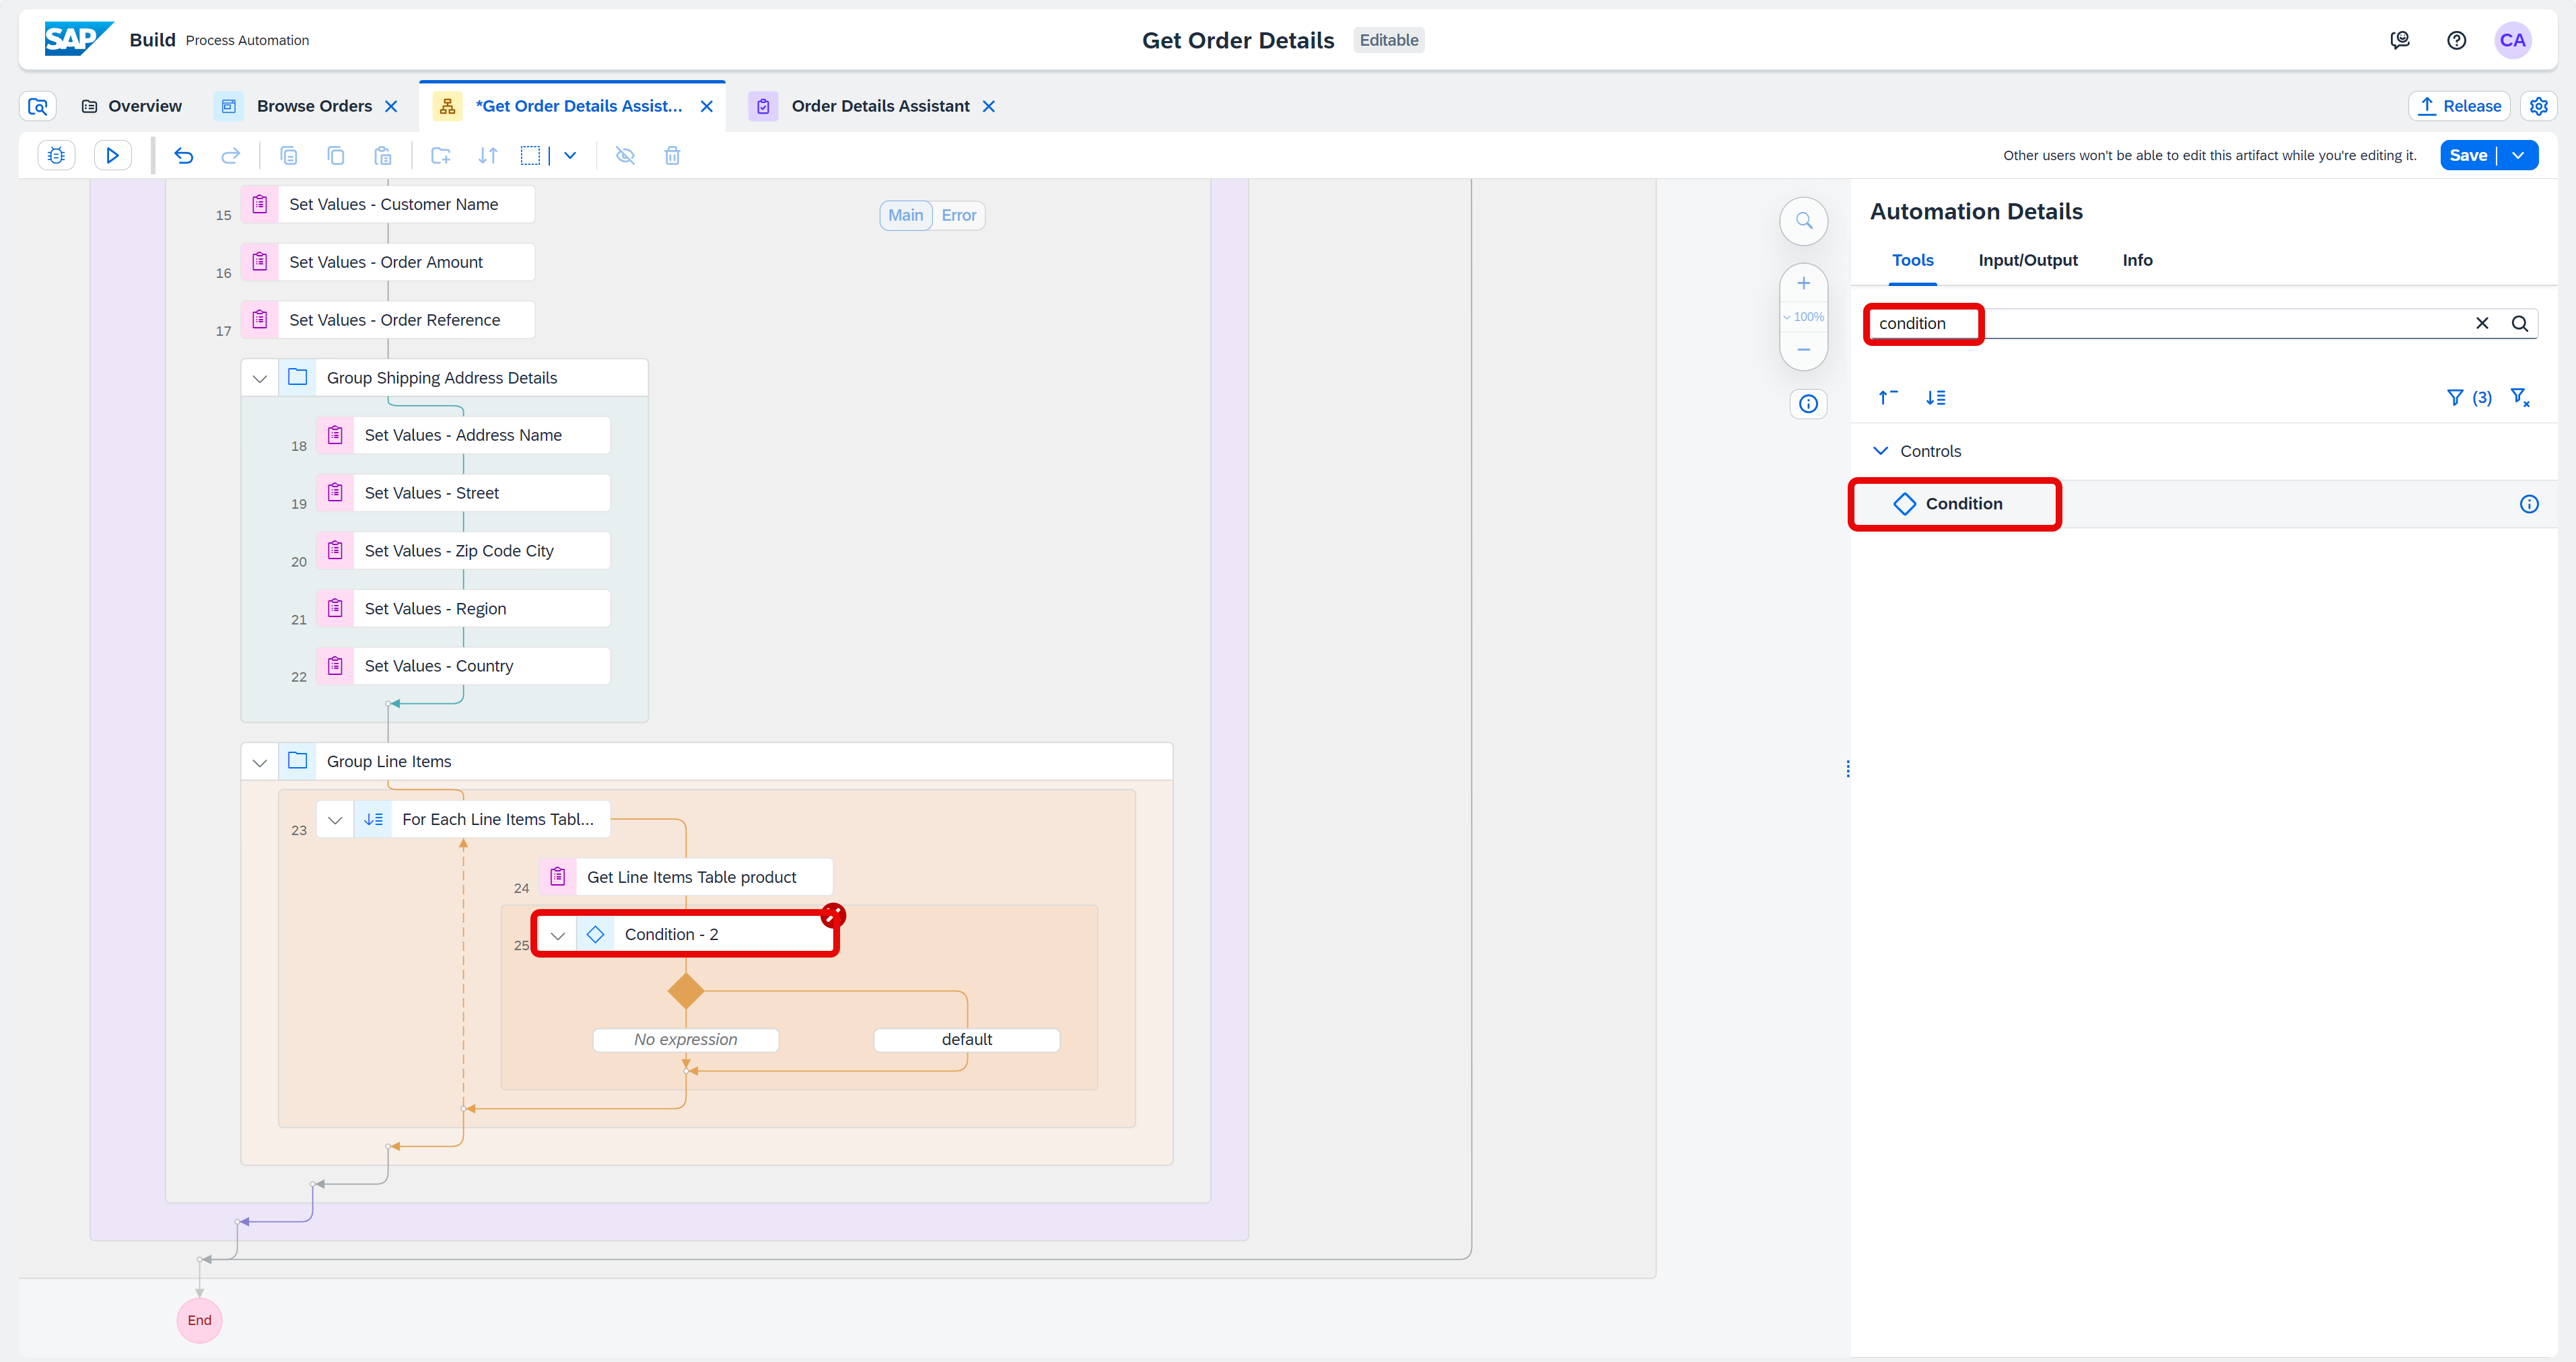 SAP Build Process Automation
Get Order Details Editable
CA
Overview
Browse Orders
*Get Order Details Assist...
Order Details Assistant
Release
Other users won't be able to edit this artifact while you're editing it.
Save
15 Set Values - Customer Name
Main Error
16 Set Values - Order Amount
17 Set Values - Order Reference
100%
Group Shipping Address Details
18 Set Values - Address Name
19 Set Values - Street
20 Set Values - Zip Code City
21 Set Values - Region
22 Set Values - Country
Group Line Items
23 For Each Line Items Tabl...
24 Get Line Items Table product
25 Condition - 2
No expression
default
End
Automation Details
Tools Input/Output Info
condition
(3)
Controls
Condition